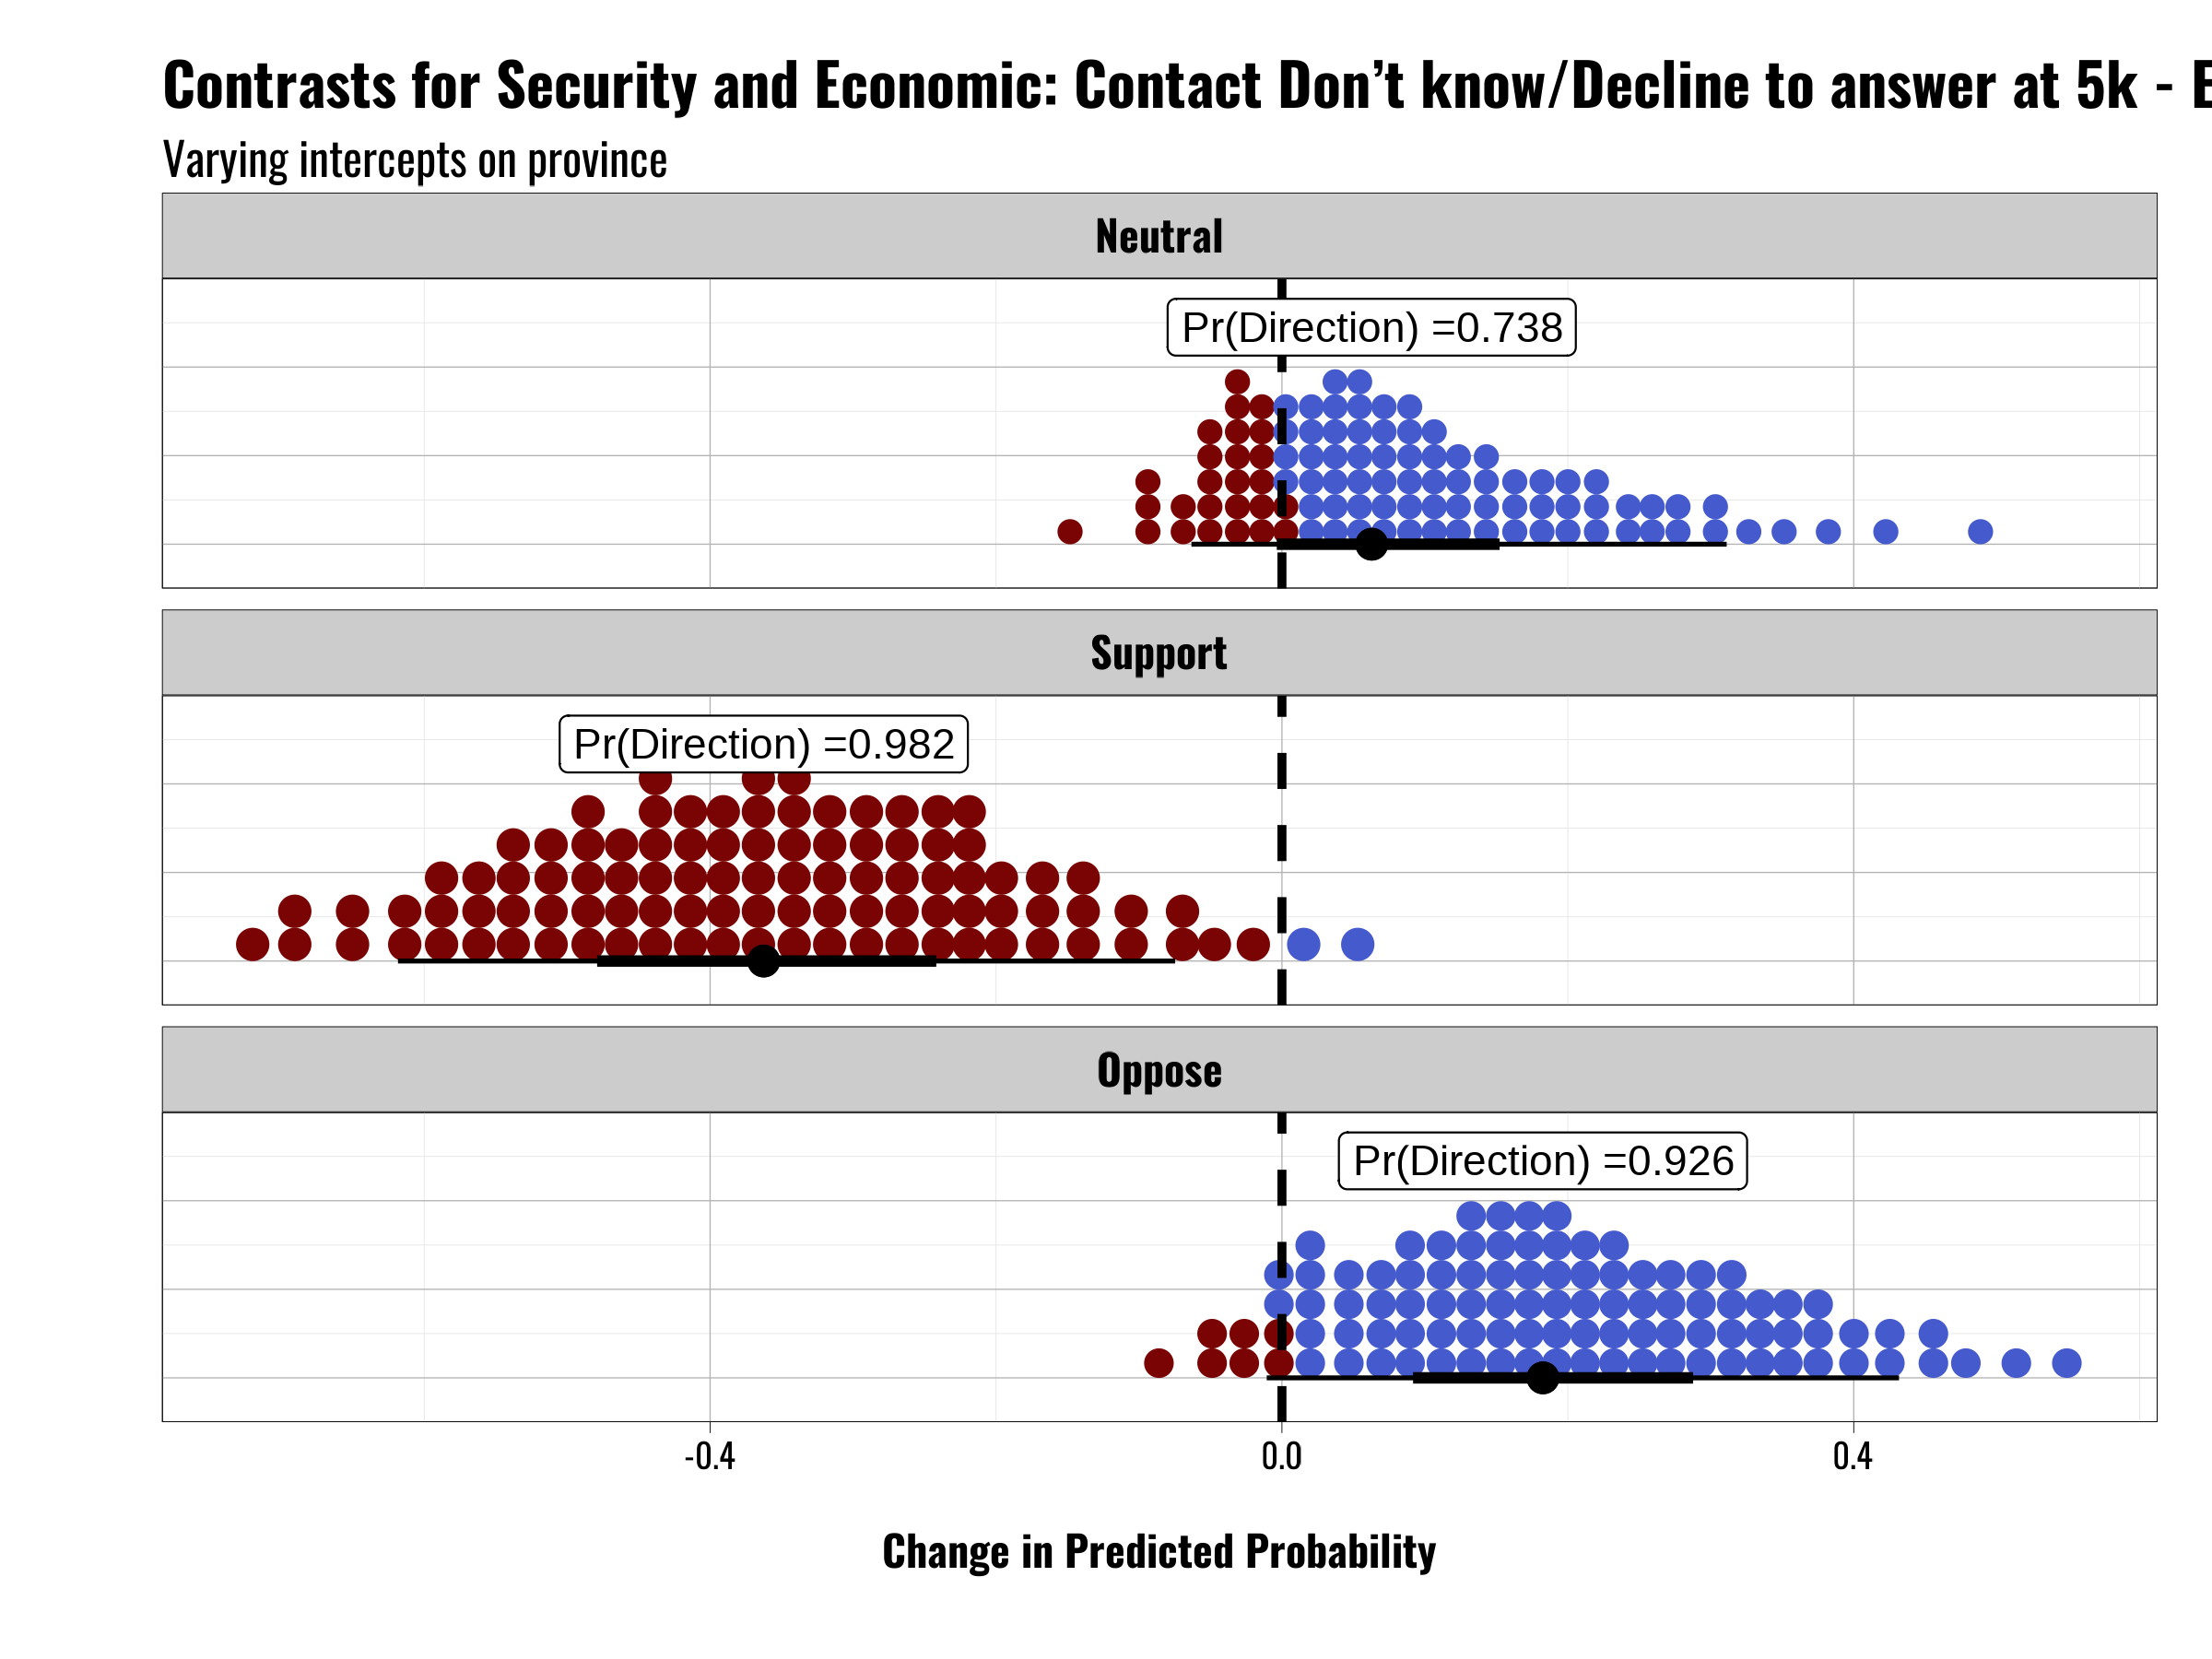 Contrasts for Security and Economic: Contact Don’t know/Decline to answer at 5k - E
Varying intercepts on province
Neutral
Pr(Direction) =0.738
Support
Pr(Direction) =0.982
Oppose
Pr(Direction) =0.926
-0.4 0.0 0.4
Change in Predicted Probability